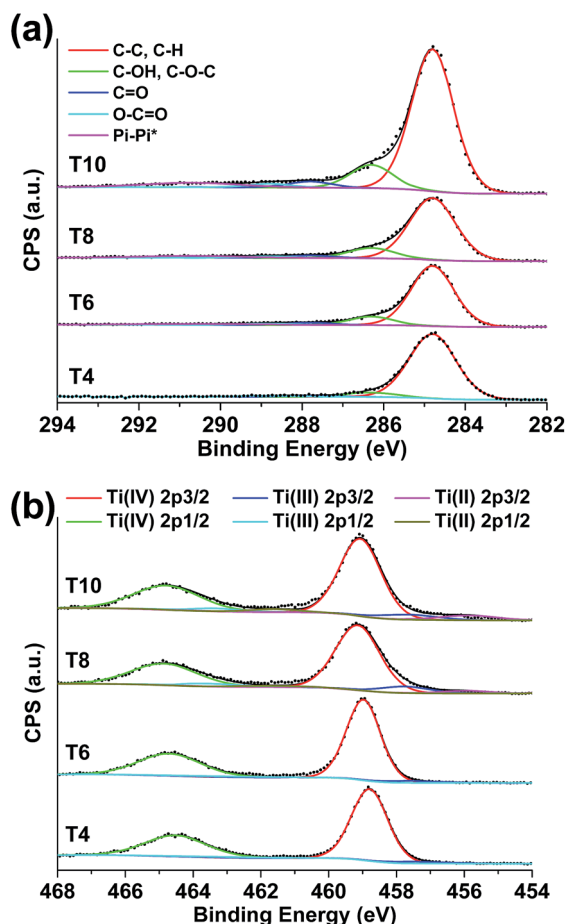 (a)
C-C, C-H
C-OH, C-O-C
C=O
O-C=O
Pi-Pi*
T10
T8
T6
T4
CPS (a.u.)
294 292 290 288 286 284 282
Binding Energy (eV)
(b)
Ti(IV) 2p3/2 Ti(III) 2p3/2 Ti(II) 2p3/2
Ti(IV) 2p1/2 Ti(III) 2p1/2 Ti(II) 2p1/2
T10
T8
T6
T4
CPS (a.u.)
468 466 464 462 460 458 456 454
Binding Energy (eV)